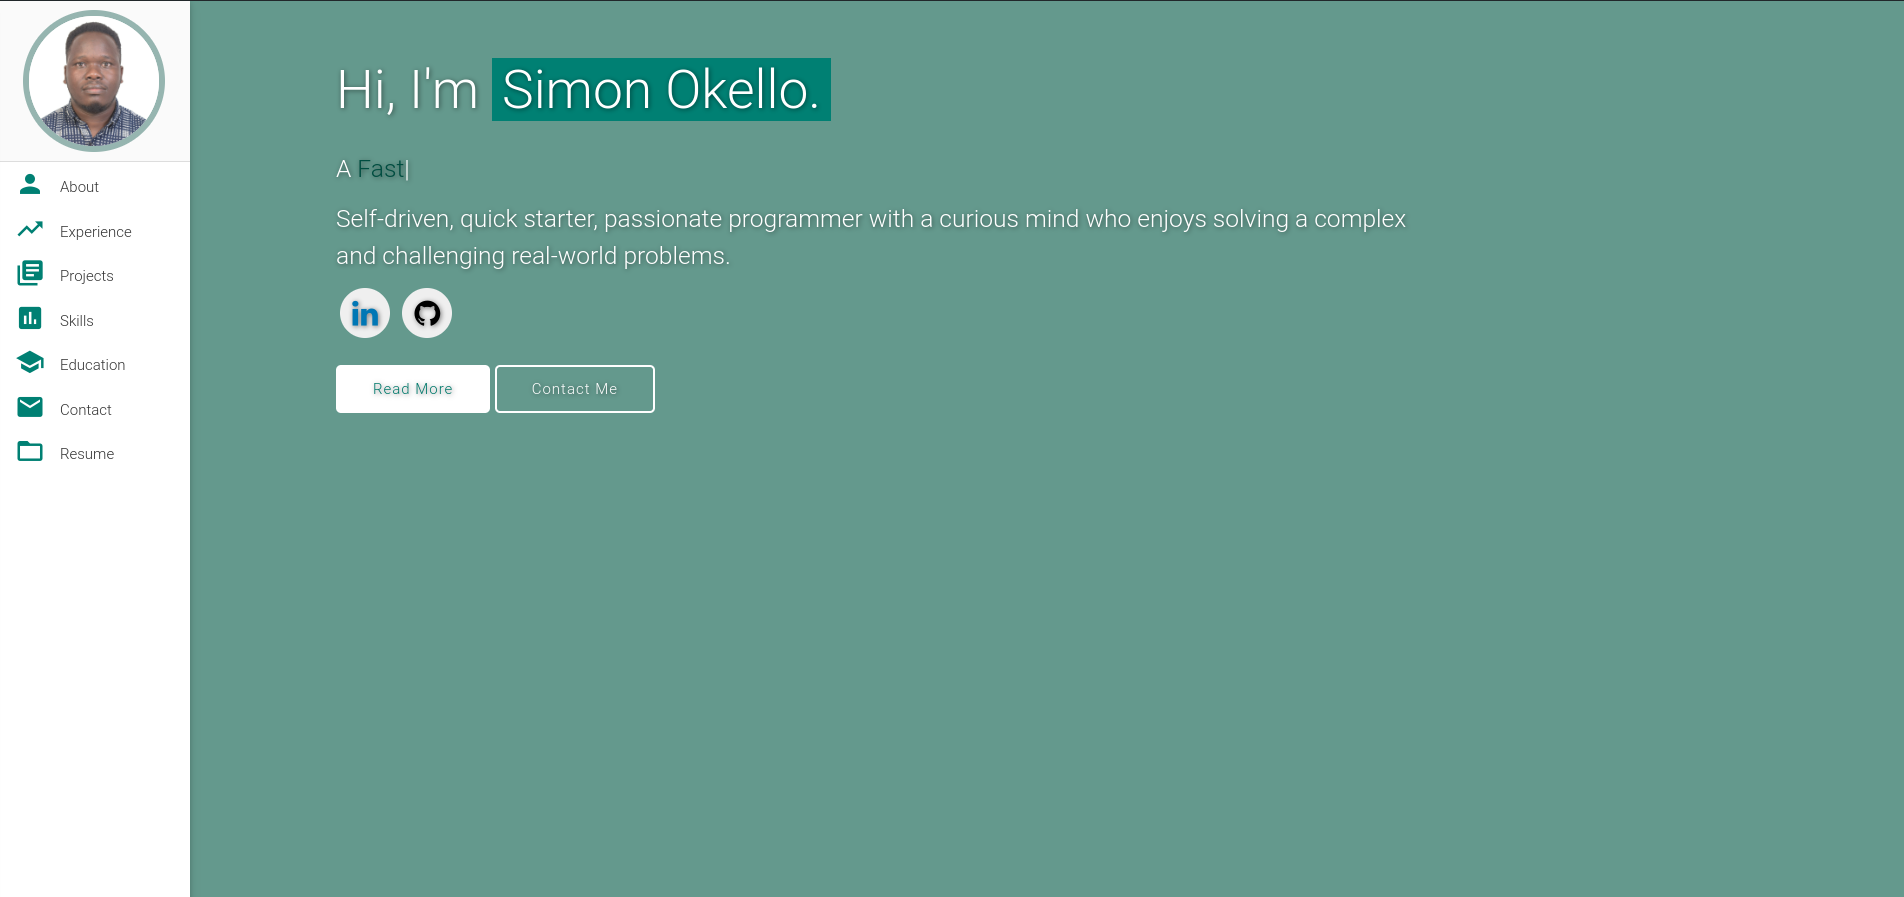 About
Experience
Projects
Skills
Education
Contact
Resume
Hi, I'm Simon Okello.
A Fast|
Self-driven, quick starter, passionate programmer with a curious mind who enjoys solving a complex
and challenging real-world problems.
in
Read More
Contact Me